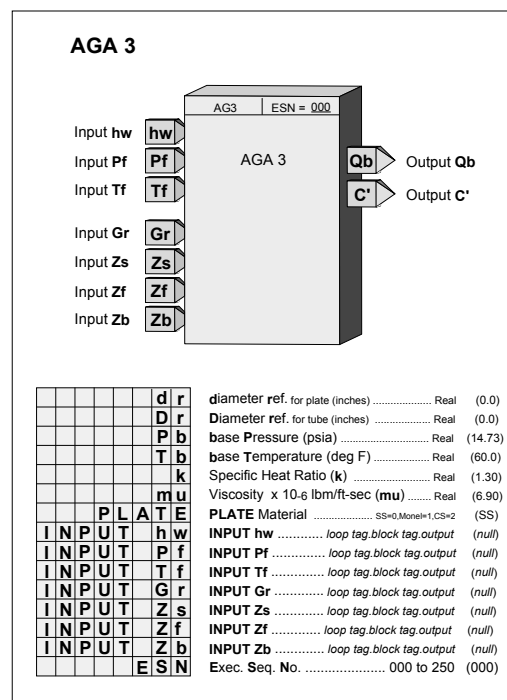 AGA 3
AG3 ESN = 000
AGA 3
Input hw hw
Input Pf Pf
Input Tf Tf
Input Gr Gr
Input Zs Zs
Input Zf Zf
Input Zb Zb
Qb Output Qb
C' Output C'
d r diameter ref. for plate (inches) .................... Real (0.0)
D r Diameter ref. for tube (inches) ................... Real (0.0)
P b base Pressure (psia) ........................ Real (14.73)
T b base Temperature (deg F) .................. Real (60.0)
k Specific Heat Ratio (k) ...................... Real (1.30)
m u Viscosity x 10-6 lbm/ft-sec (mu) ....... Real (6.90)
P L A T E PLATE Material .................... SS=0,Monel=1,CS=2 (SS)
I N P U T h w INPUT hw ............ loop tag.block tag.output (null)
I N P U T P f INPUT Pf ............. loop tag.block tag.output (null)
I N P U T T f INPUT Tf ............. loop tag.block tag.output (null)
I N P U T G r INPUT Gr ............. loop tag.block tag.output (null)
I N P U T Z s INPUT Zs ............. loop tag.block tag.output (null)
I N P U T Z f INPUT Zf ............. loop tag.block tag.output (null)
I N P U T Z b INPUT Zb ............. loop tag.block tag.output (null)
E S N Exec. Seq. No. ..................... 000 to 250 (000)